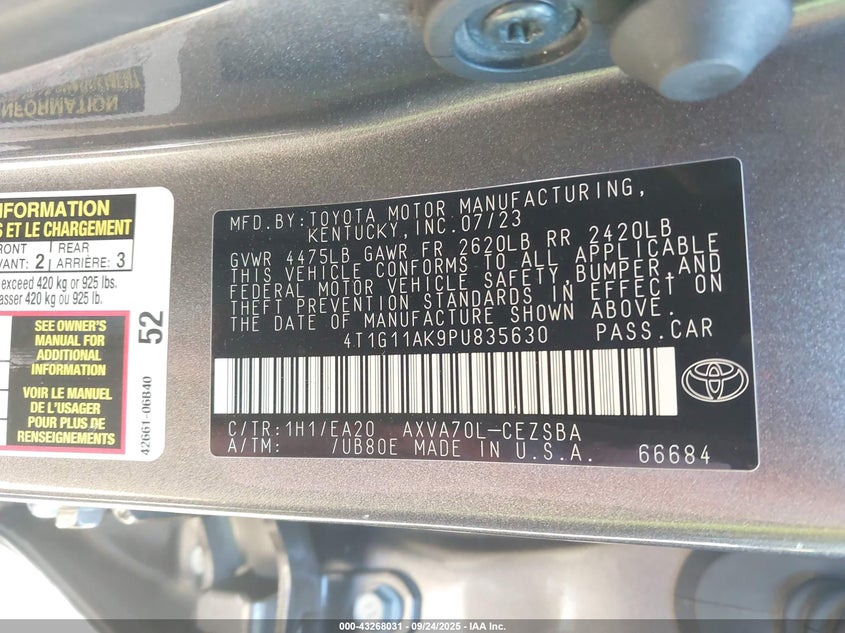 INFORMATION
NFORMATION
S ET LE CHARGEMENT
RONT REAR
VANT: 2 ARRIÈRE: 3
exceed 420 kg or 925 lbs.
asser 420 kg ou 925 lb.
SEE OWNER'S
MANUAL FOR
ADDITIONAL
INFORMATION
VOIR LE MANUEL
DE L'USAGER
POUR PLUS DE
RENSEIGNEMENTS
52
42661-06B40
MFD.BY:TOYOTA MOTOR MANUFACTURING,
KENTUCKY,INC.07/23
GVWR 4475LB GAWR FR 2620LB RR 2420LB
THIS VEHICLE CONFORMS TO ALL APPLICABLE
FEDERAL MOTOR VEHICLE SAFETY,BUMPER,AND
THEFT PREVENTION STANDARDS IN EFFECT ON
THE DATE OF MANUFACTURE SHOWN ABOVE.
4T1G11AK9PU835630 PASS.CAR
C/TR:1H1/EA20 AXVA70L-CEZSBA
A/TM: /UB80E MADE IN U.S.A. 66684
000-43268031 - 09/24/2025 - IAA Inc.